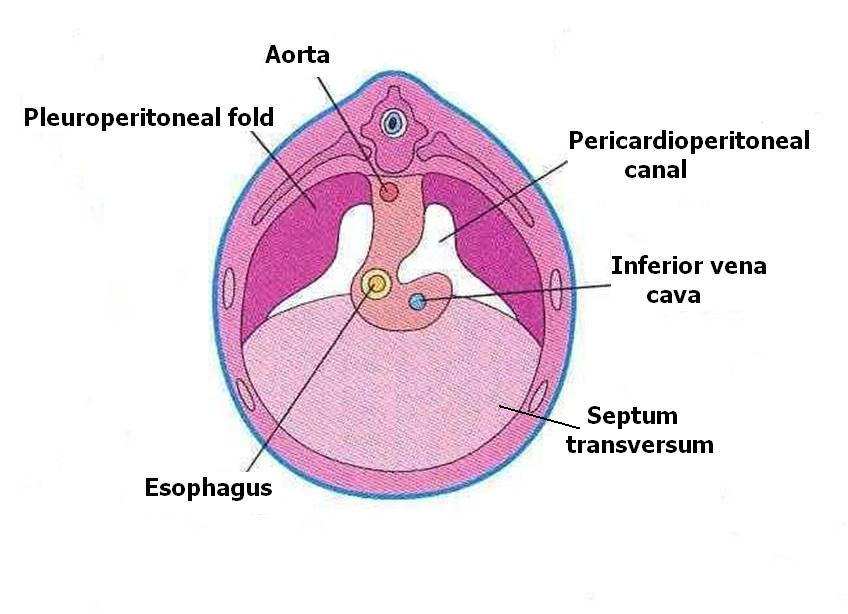 Aorta
Pleuroperitoneal fold
Pericardioperitoneal
canal
Inferior vena
cava
Septum
transversum
Esophagus